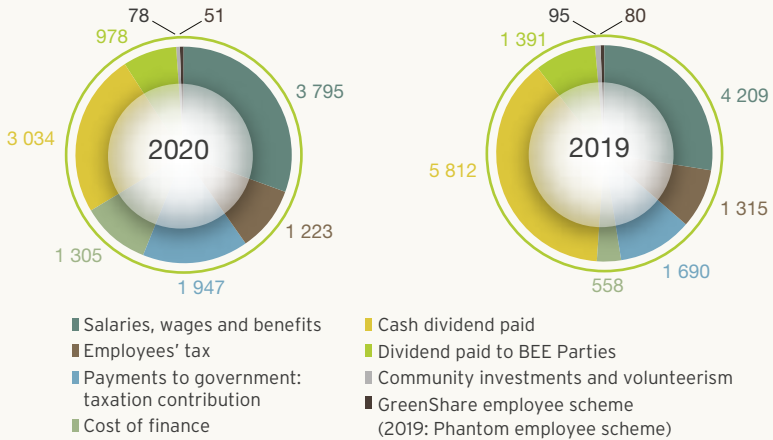 78
51
978
3 795
3 034
2020
1 223
1 305
1 947
95
80
1 391
4 209
5 812
2019
1 315
1 690
558
Salaries, wages and benefits
Employees' tax
Payments to government:
taxation contribution
Cost of finance
Cash dividend paid
Dividend paid to BEE Parties
Community investments and volunteerism
GreenShare employee scheme
(2019: Phantom employee scheme)